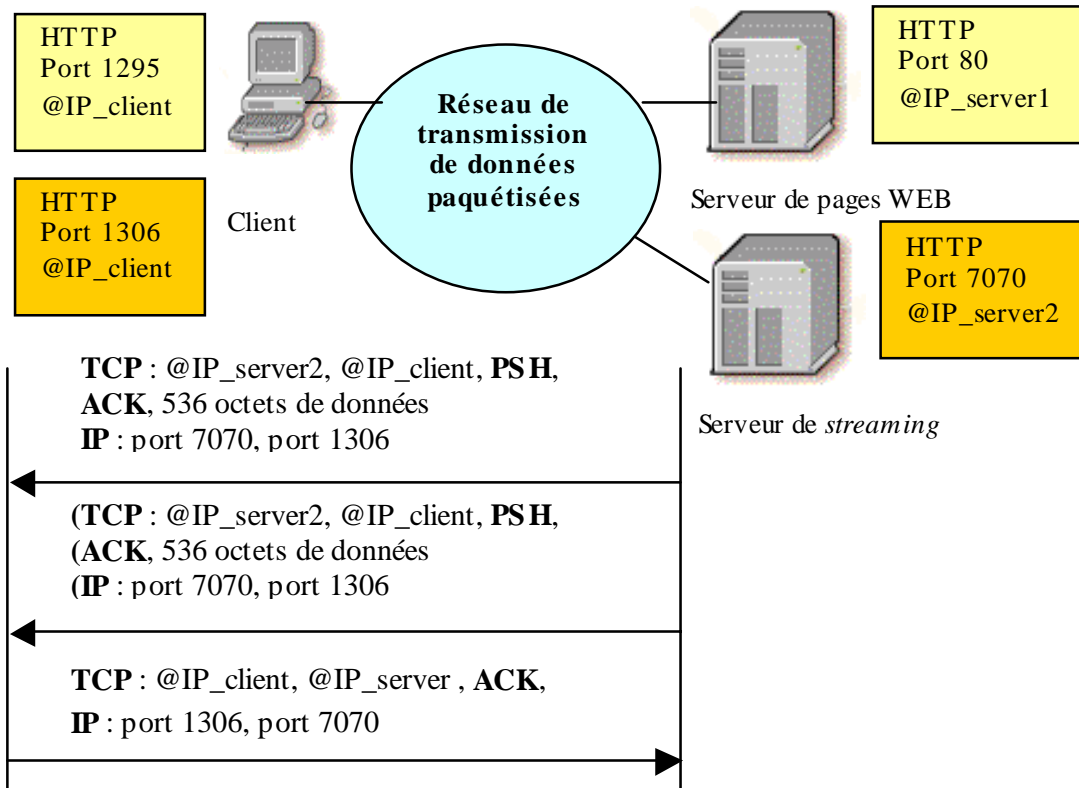 HTTP
Port 1295
@IP_client
HTTP
Port 1306
@IP_client
Client
Réseau de
transmission
de données
paquétisées
HTTP
Port 80
@IP_server1
Serveur de pages WEB
HTTP
Port 7070
@IP_server2
Serveur de streaming
TCP : @IP_server2, @IP_client, PSH,
ACK, 536 octets de données
IP : port 7070, port 1306
(TCP : @IP_server2, @IP_client, PSH,
(ACK, 536 octets de données
(IP : port 7070, port 1306
TCP : @IP_client, @IP_server , ACK,
IP : port 1306, port 7070